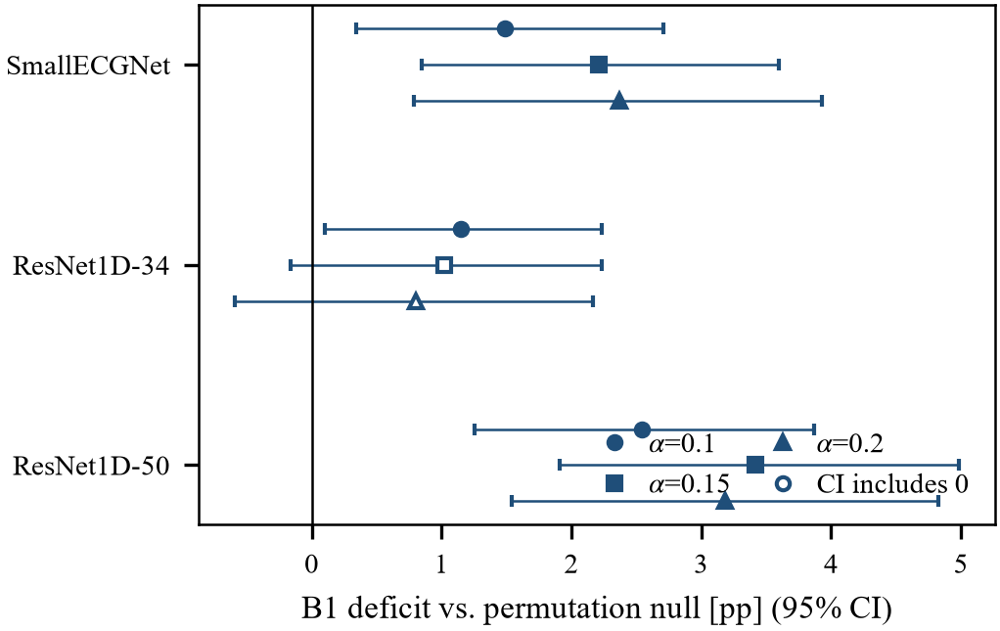 SmallECGNet
ResNet1D-34
ResNet1D-50
α=0.1 α=0.2
α=0.15 CI includes 0
0 1 2 3 4 5
B1 deficit vs. permutation null [pp] (95% CI)